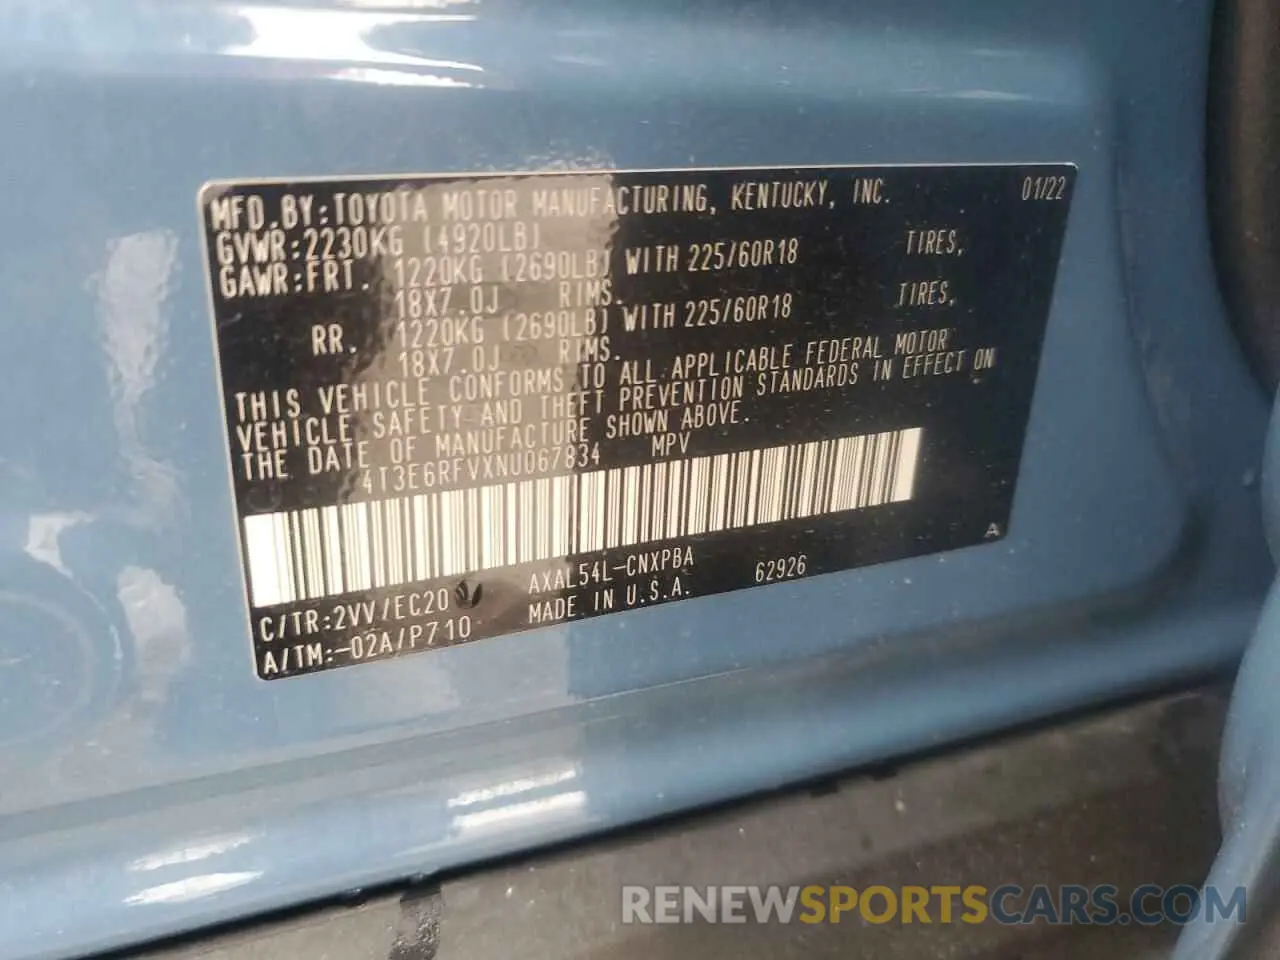 MFD.BY:TOYOTA MOTOR MANUFACTURING, KENTUCKY, INC. 01/22
GVWR:2230KG (4920LB)
GAWR:FRT. 1220KG (2690LB) WITH 225/60R18 TIRES,
18X7.0J RIMS.
RR. 1220KG (2690LB) WITH 225/60R18 TIRES,
18X7.0J RIMS.
THIS VEHICLE CONFORMS TO ALL APPLICABLE FEDERAL MOTOR
VEHICLE SAFETY AND THEFT PREVENTION STANDARDS IN EFFECT ON
THE DATE OF MANUFACTURE SHOWN ABOVE.
4T3E6RFVXNU067834 MPV
A
C/TR:2VV/EC20 AXAL54L-CNXPBA 62926
A/TM:-02A/P710 MADE IN U.S.A.
RENEWSPORTSCARS.COM